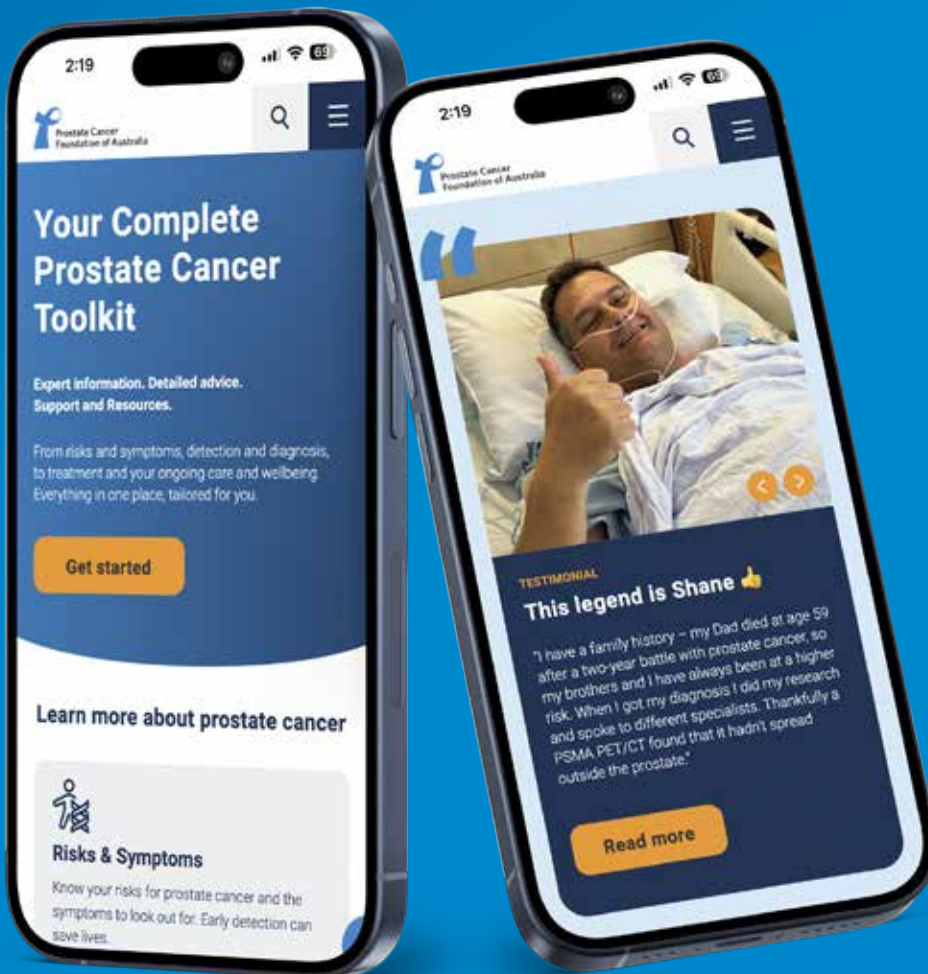 2:19
69
Prostate Cancer
Foundation of Australia
Your Complete
Prostate Cancer
Toolkit
Expert information. Detailed advice.
Support and Resources.
From risks and symptoms, detection and diagnosis,
to treatment and your ongoing care and wellbeing.
Everything in one place, tailored for you.
Get started
Learn more about prostate cancer
Risks & Symptoms
Know your risks for prostate cancer and the
symptoms to look out for. Early detection can
save lives.
2:19
69
Prostate Cancer
Foundation of Australia
TESTIMONIAL
This legend is Shane 👍
"I have a family history – my Dad died at age 59
after a two-year battle with prostate cancer, so
my brothers and I have always been at a higher
risk. When I got my diagnosis I did my research
and spoke to different specialists. Thankfully a
PSMA PET/CT found that it hadn't spread
outside the prostate."
Read more